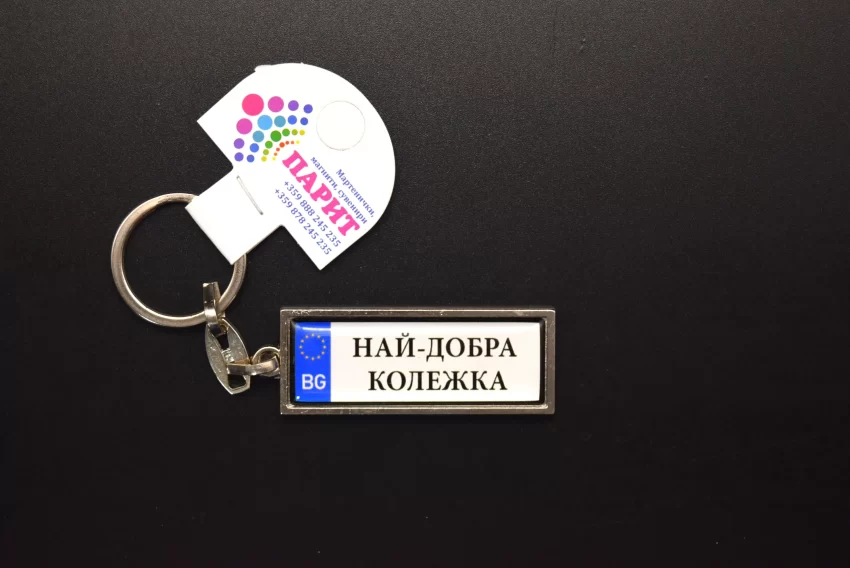 ПАРИТ
Мартенички,
магнити, сувенири
+359 888 245 235
+359 878 245 235
BG
НАЙ-ДОБРА
КОЛЕЖКА